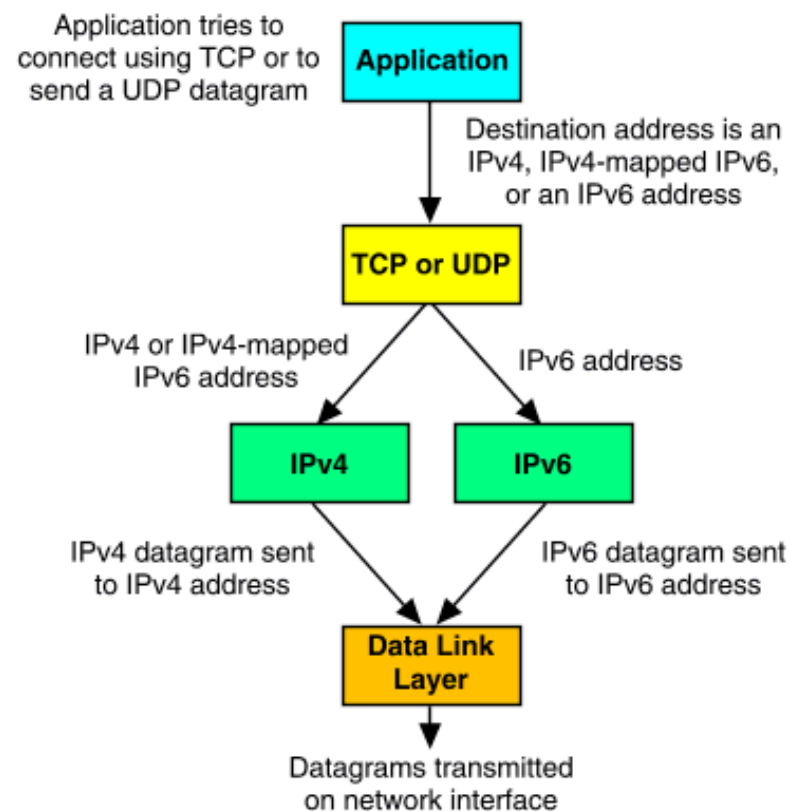 Application tries to
connect using TCP or to
send a UDP datagram
Application
Destination address is an
IPv4, IPv4-mapped IPv6,
or an IPv6 address
TCP or UDP
IPv4 or IPv4-mapped
IPv6 address
IPv6 address
IPv4
IPv6
IPv4 datagram sent
to IPv4 address
IPv6 datagram sent
to IPv6 address
Data Link
Layer
Datagrams transmitted
on network interface